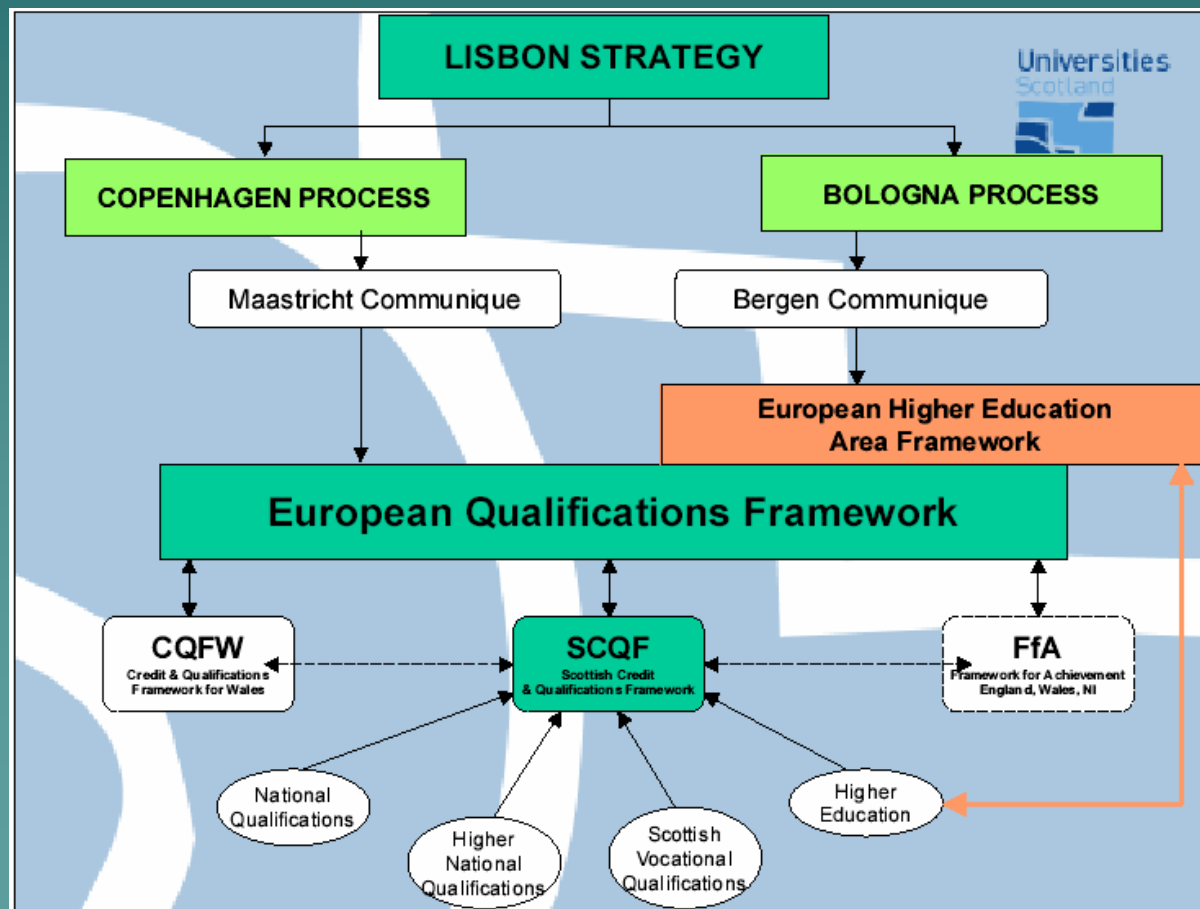 LISBON STRATEGY
Universities
Scotland
COPENHAGEN PROCESS
BOLOGNA PROCESS
Maastricht Communique
Bergen Communique
European Higher Education
Area Framework
European Qualifications Framework
CQFW
Credit & Qualifications
Framework for Wales
SCQF
Scottish Credit
& Qualifications Framework
FfA
Framework for Achievement
England, Wales, NI
National
Qualifications
Higher
National
Qualifications
Scottish
Vocational
Qualifications
Higher
Education